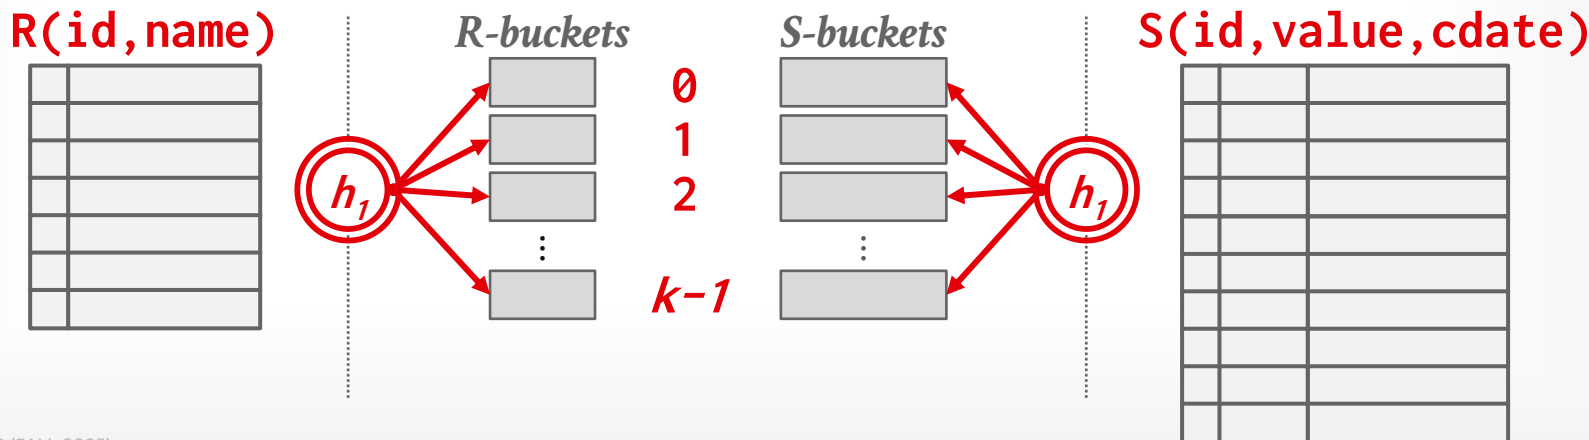 R(id,name)
R-buckets
S-buckets
S(id,value,cdate)
0
1
2
h1
h1
⋮
⋮
k-1